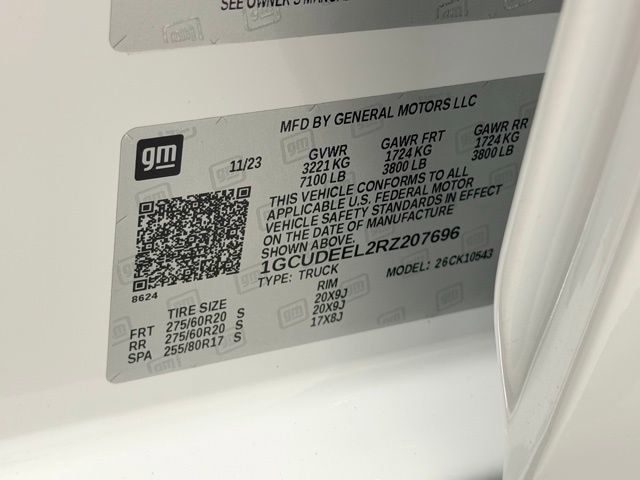 SEE OWNER'S MANUAL
MFD BY GENERAL MOTORS LLC
gm
11/23 GVWR GAWR FRT GAWR RR
3221 KG 1724 KG 1724 KG
7100 LB 3800 LB 3800 LB
THIS VEHICLE CONFORMS TO ALL
APPLICABLE U.S. FEDERAL MOTOR
VEHICLE SAFETY STANDARDS IN EFFECT
ON THE DATE OF MANUFACTURE
SHOWN ABOVE.
1GCUDEEL2RZ207696
TYPE: TRUCK MODEL: 26CK10543
8624
TIRE SIZE RIM
FRT 275/60R20 S 20X9J
RR 275/60R20 S 20X9J
SPA 255/80R17 S 17X8J